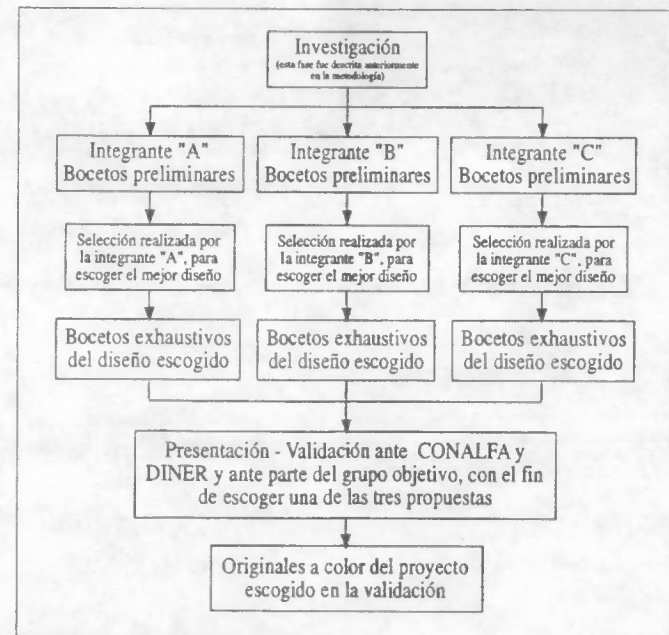 Investigación
(esta fase fue descrita anteriormente
en la metodología)
Integrante "A"
Bocetos preliminares
Integrante "B"
Bocetos preliminares
Integrante "C"
Bocetos preliminares
Selección realizada por
la integrante "A", para
escoger el mejor diseño
Selección realizada por
la integrante "B", para
escoger el mejor diseño
Selección realizada por
la integrante "C", para
escoger el mejor diseño
Bocetos exhaustivos
del diseño escogido
Bocetos exhaustivos
del diseño escogido
Bocetos exhaustivos
del diseño escogido
Presentación - Validación ante CONALFA y
DINER y ante parte del grupo objetivo, con el fin
de escoger una de las tres propuestas
Originales a color del proyecto
escogido en la validación